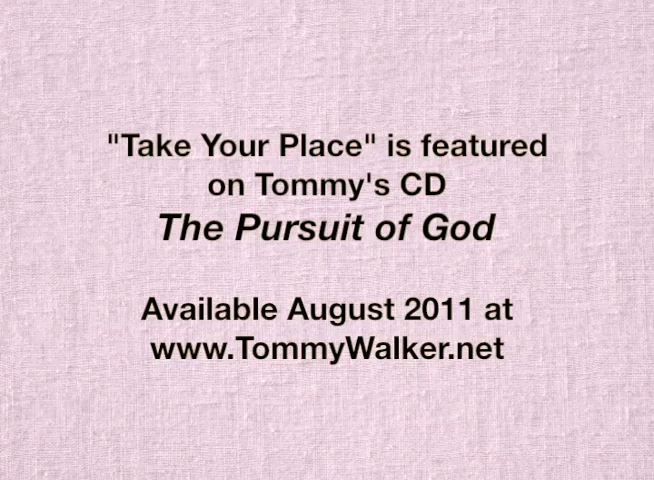 "Take Your Place" is featured
on Tommy's CD
The Pursuit of God
Available August 2011 at
www.TommyWalker.net